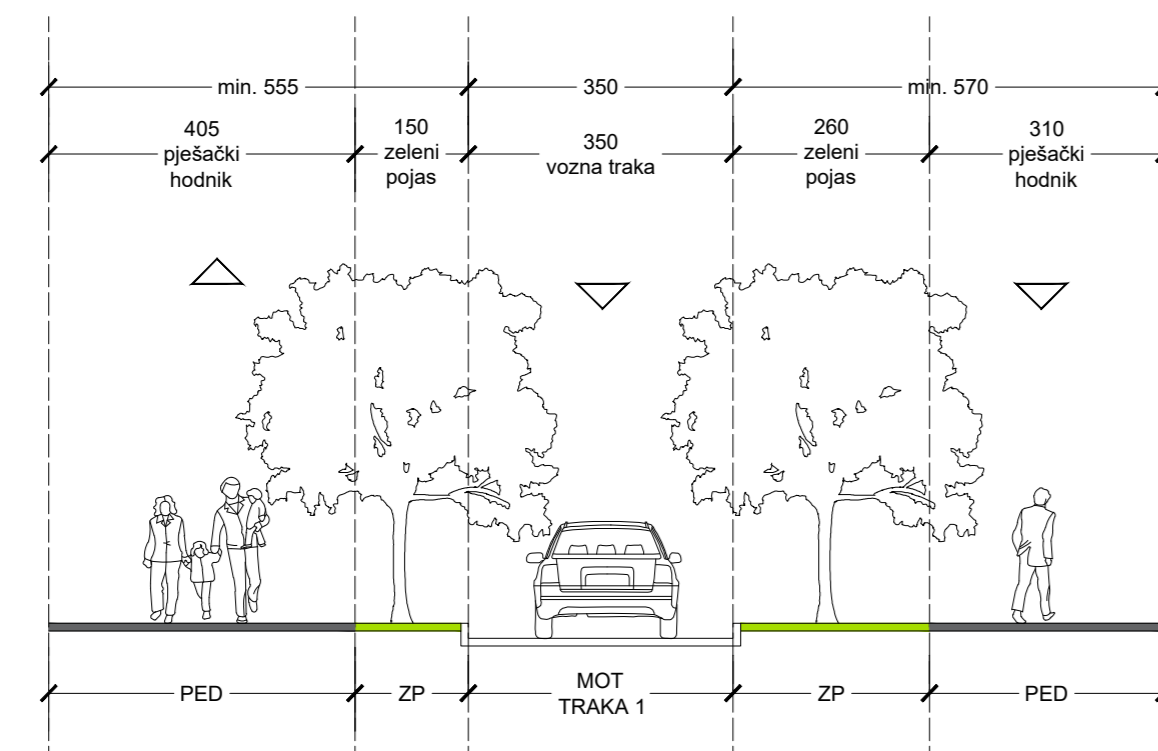 min. 555
350
min. 570
405
pješački
hodnik
150
zeleni
pojas
350
vozna traka
260
zeleni
pojas
310
pješački
hodnik
PED
ZP
MOT
TRAKA 1
ZP
PED